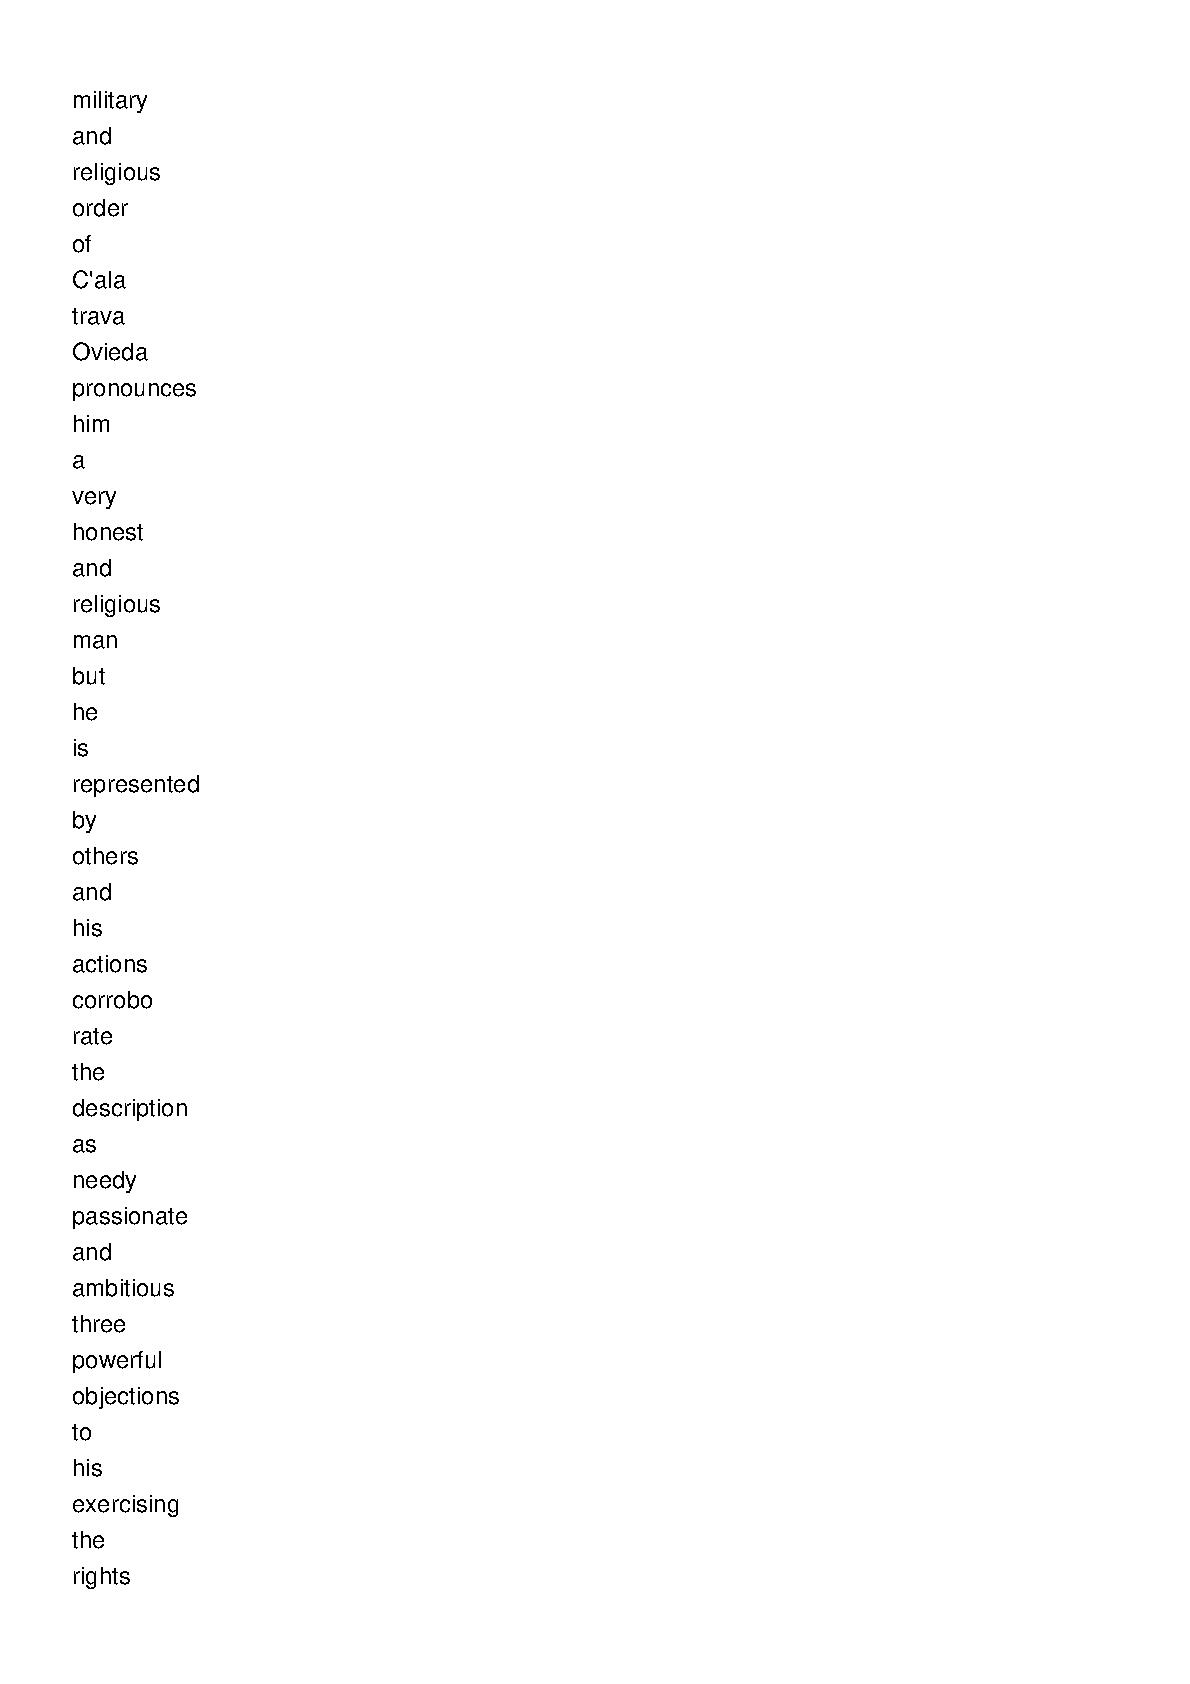 military
and
religious
order
of
C'ala
trava
Ovieda
pronounces
him
a
very
honest
and
religious
man
but
he
is
represented
by
others
and
his
actions
corrobo
rate
the
description
as
needy
passionate
and
ambitious
three
powerful
objections
to
his
exercising
the
rights